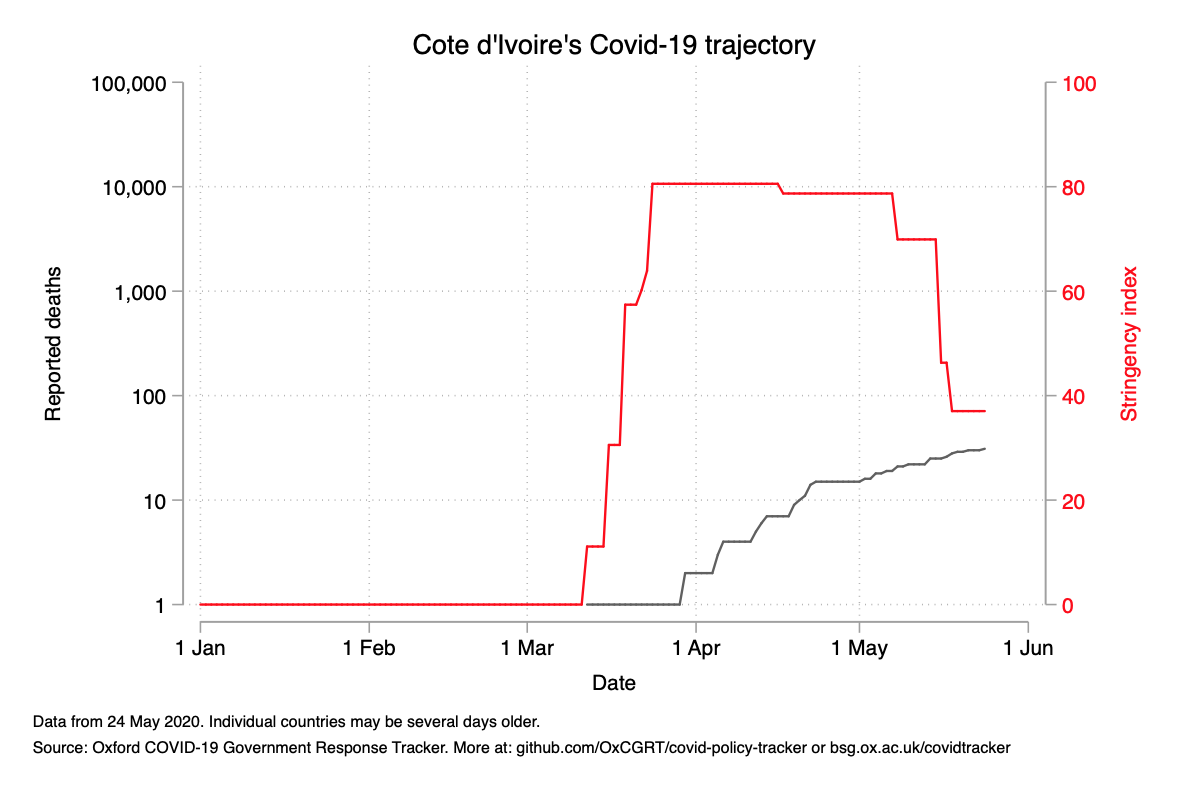 Cote d'Ivoire's Covid-19 trajectory
100,000
10,000
1,000
100
10
1
Reported deaths
100
80
60
40
20
0
Stringency index
1 Jan
1 Feb
1 Mar
1 Apr
1 May
1 Jun
Date
Data from 24 May 2020. Individual countries may be several days older.
Source: Oxford COVID-19 Government Response Tracker. More at: github.com/OxCGRT/covid-policy-tracker or bsg.ox.ac.uk/covidtracker